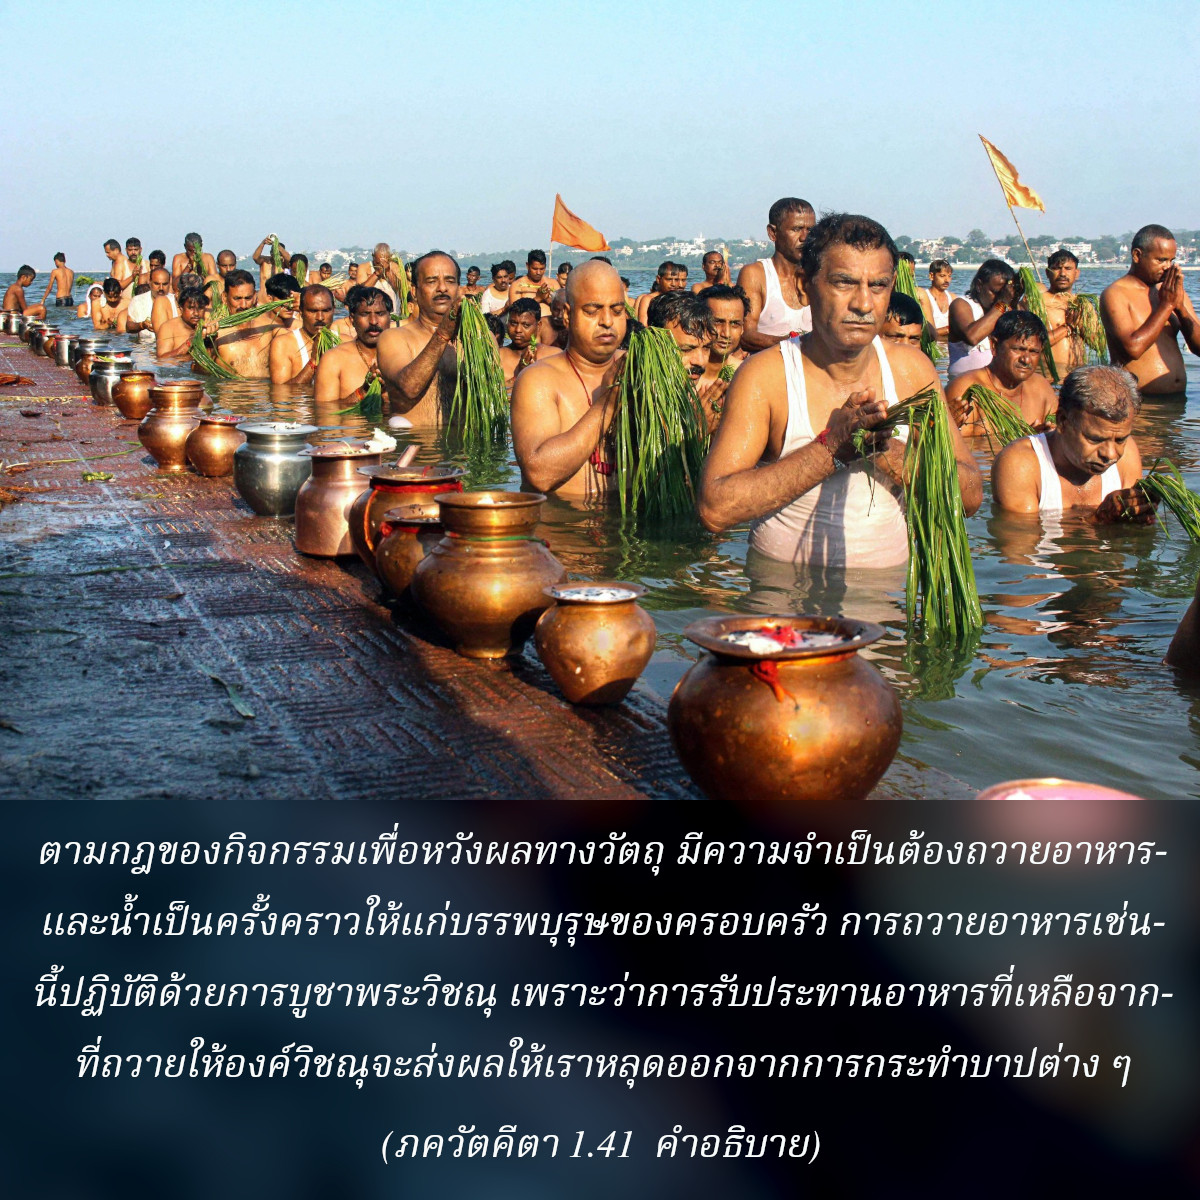 ตามกฎของกิจกรรมเพื่อหวังผลทางวัตถุ มีความจำเป็นต้องถวายอาหาร-
และน้ำเป็นครั้งคราวให้แก่บรรพบุรุษของครอบครัว การถวายอาหารเช่น-
นี้ปฏิบัติด้วยการบูชาพระวิชณุ เพราะว่าการรับประทานอาหารที่เหลือจาก-
ที่ถวายให้องค์วิชณุจะส่งผลให้เราหลุดออกจากการกระทำบาปต่าง ๆ
(ภควัตคีตา 1.41 คำอธิบาย)